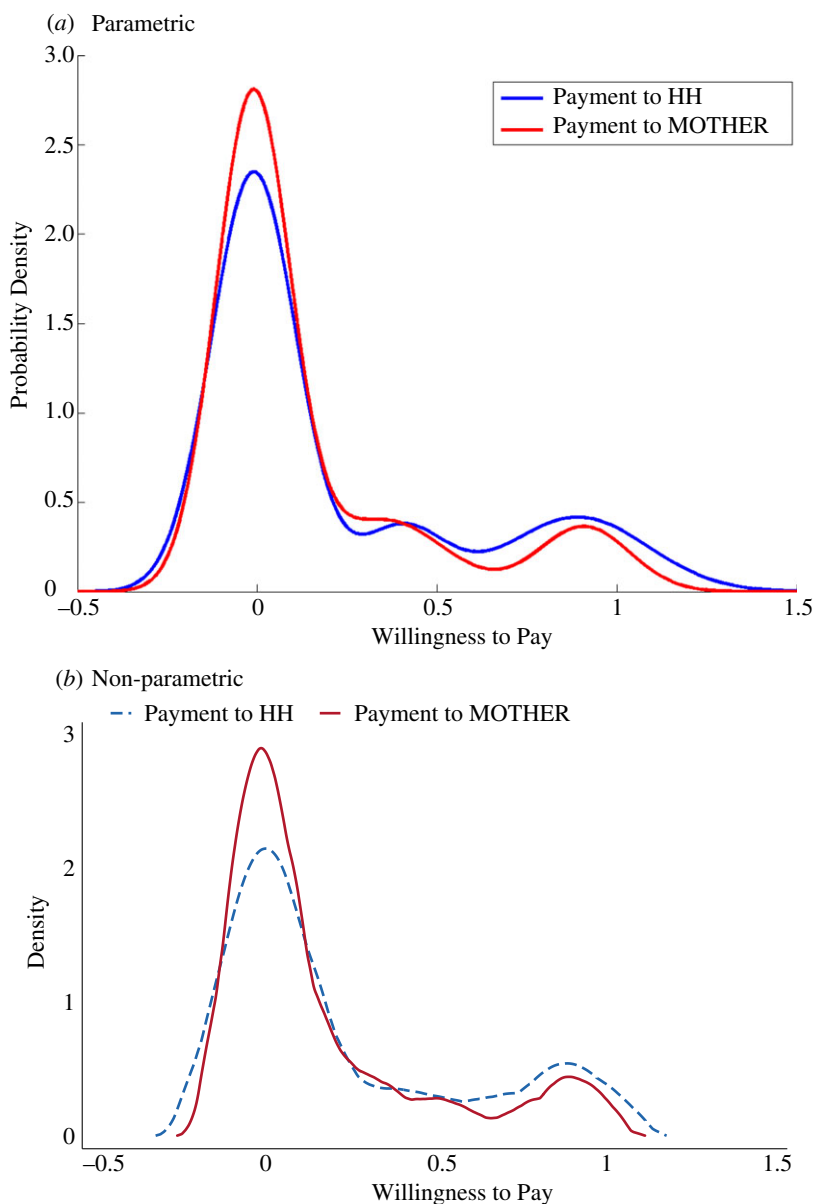 (a) Parametric
3.0
Payment to HH
Payment to MOTHER
2.5
2.0
1.5
1.0
0.5
0
Probability Density
–0.5 0 0.5 1 1.5
Willingness to Pay
(b) Non-parametric
Payment to HH Payment to MOTHER
3
2
1
0
Density
–0.5 0 0.5 1 1.5
Willingness to Pay